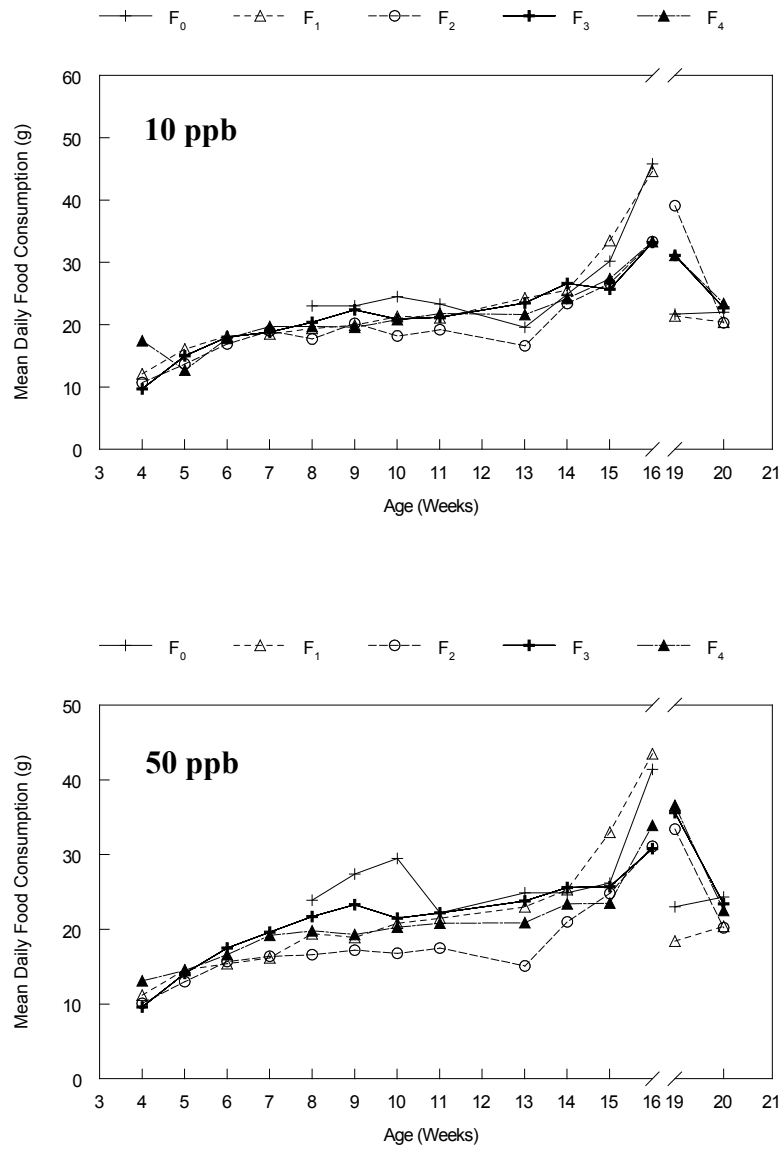 F₀ F₁ F₂ F₃ F₄
60
10 ppb
50
40
30
20
10
0
Mean Daily Food Consumption (g)
3 4 5 6 7 8 9 10 11 12 13 14 15 16 19 20 21
Age (Weeks)
F₀ F₁ F₂ F₃ F₄
50
50 ppb
40
30
20
10
0
Mean Daily Food Consumption (g)
3 4 5 6 7 8 9 10 11 12 13 14 15 16 19 20 21
Age (Weeks)